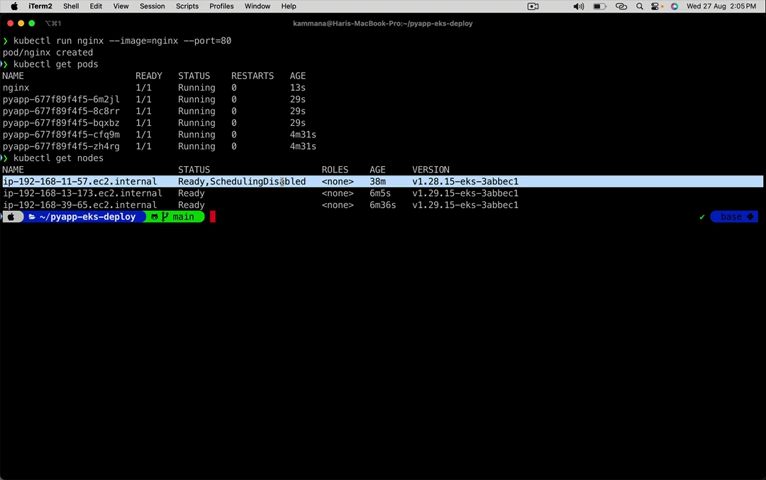 iTerm2 Shell Edit View Session Scripts Profiles Window Help Wed 27 Aug 2:05 PM
kammana@Haris-MacBook-Pro:~/pyapp-eks-deploy
⌥⌘1
❯ kubectl run nginx --image=nginx --port=80
pod/nginx created
❯ kubectl get pods
NAME READY STATUS RESTARTS AGE
nginx 1/1 Running 0 13s
pyapp-677f89f4f5-6m2jl 1/1 Running 0 29s
pyapp-677f89f4f5-8c8rr 1/1 Running 0 29s
pyapp-677f89f4f5-bqxbz 1/1 Running 0 29s
pyapp-677f89f4f5-cfq9m 1/1 Running 0 4m31s
pyapp-677f89f4f5-zh4rg 1/1 Running 0 4m31s
❯ kubectl get nodes
NAME STATUS ROLES AGE VERSION
ip-192-168-11-57.ec2.internal Ready,SchedulingDisabled <none> 38m v1.28.15-eks-3abbec1
ip-192-168-13-173.ec2.internal Ready <none> 6m5s v1.29.15-eks-3abbec1
ip-192-168-39-65.ec2.internal Ready <none> 6m36s v1.29.15-eks-3abbec1
~/pyapp-eks-deploy main ✔ base